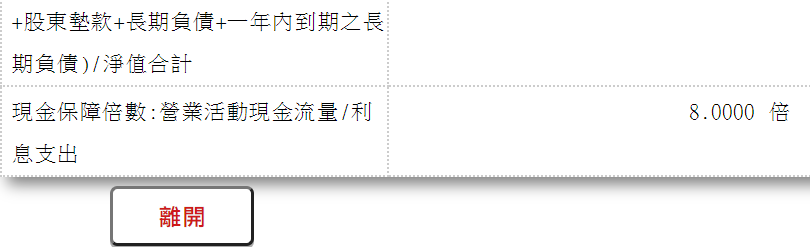 +股東墊款+長期負債+一年內到期之長
期負債)/淨值合計
現金保障倍數:營業活動現金流量/利
息支出
8.0000 倍
離開